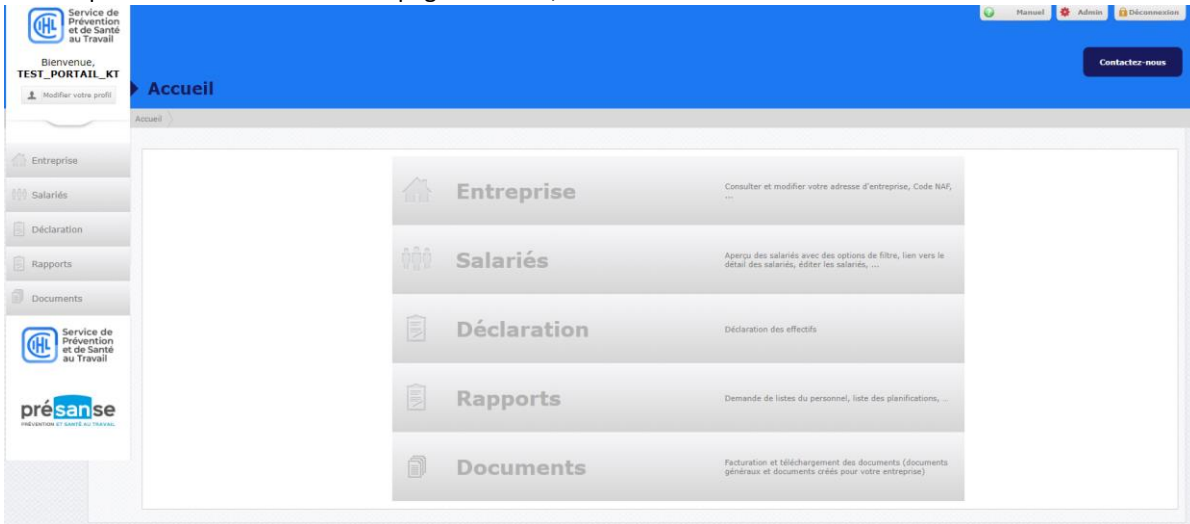 Service de
Prévention
et de Santé
au Travail
Bienvenue,
TEST_PORTAIL_KT
Modifier votre profil
Manuel
Admin
Déconnexion
Contactez-nous
Accueil
Accueil
Entreprise
Salariés
Déclaration
Rapports
Documents
Service de
Prévention
et de Santé
au Travail
présanse
PRÉVENTION ET SANTÉ AU TRAVAIL
Entreprise
Consulter et modifier votre adresse d'entreprise, Code NAF,
...
Salariés
Aperçu des salariés avec des options de filtre, lien vers le
détail des salariés, éditer les salariés, ...
Déclaration
Déclaration des effectifs
Rapports
Demande de listes du personnel, liste des planifications, ...
Documents
Facturation et téléchargement des documents (documents
généraux et documents créés pour votre entreprise)